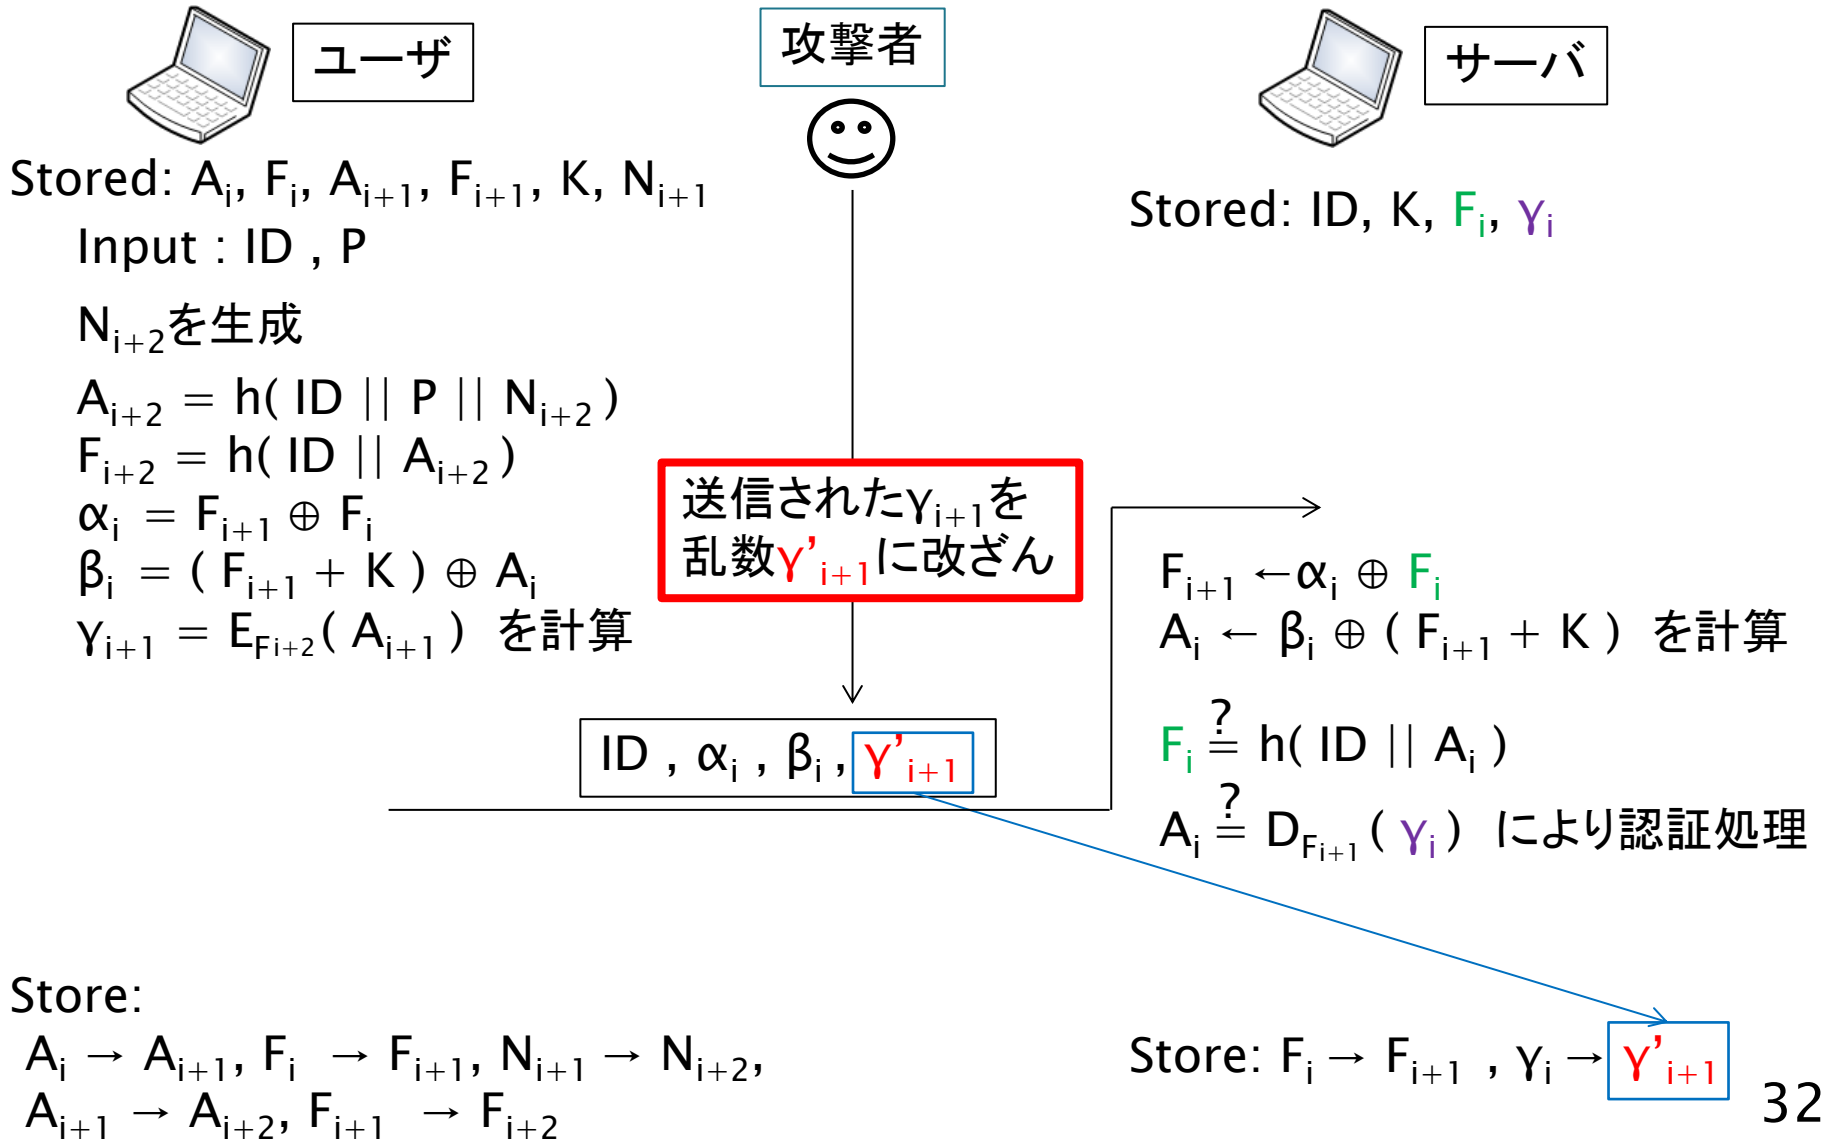 ユーザ
攻撃者
サーバ
Stored: Aᵢ, Fᵢ, Aᵢ₊₁, Fᵢ₊₁, K, Nᵢ₊₁
Input : ID , P
Nᵢ₊₂を生成
Aᵢ₊₂ = h( ID || P || Nᵢ₊₂ )
Fᵢ₊₂ = h( ID || Aᵢ₊₂ )
αᵢ = Fᵢ₊₁ ⊕ Fᵢ
βᵢ = ( Fᵢ₊₁ + K ) ⊕ Aᵢ
γᵢ₊₁ = E_Fᵢ₊₂( Aᵢ₊₁ ) を計算
送信されたγᵢ₊₁を
乱数γ’ᵢ₊₁に改ざん
ID , αᵢ , βᵢ , γ’ᵢ₊₁
Stored: ID, K, Fᵢ, γᵢ
Fᵢ₊₁ ←αᵢ ⊕ Fᵢ
Aᵢ ← βᵢ ⊕ ( Fᵢ₊₁ + K ) を計算
Fᵢ ≟ h( ID || Aᵢ )
Aᵢ ≟ D_Fᵢ₊₁ ( γᵢ ) により認証処理
Store:
Aᵢ → Aᵢ₊₁, Fᵢ → Fᵢ₊₁, Nᵢ₊₁ → Nᵢ₊₂,
Aᵢ₊₁ → Aᵢ₊₂, Fᵢ₊₁ → Fᵢ₊₂
Store: Fᵢ → Fᵢ₊₁ , γᵢ → γ’ᵢ₊₁
32